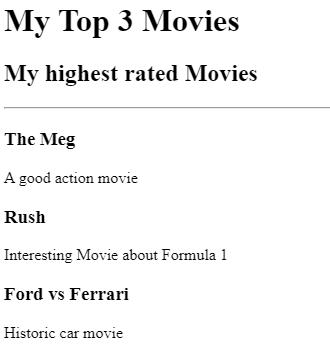 My Top 3 Movies
My highest rated Movies
The Meg
A good action movie
Rush
Interesting Movie about Formula 1
Ford vs Ferrari
Historic car movie